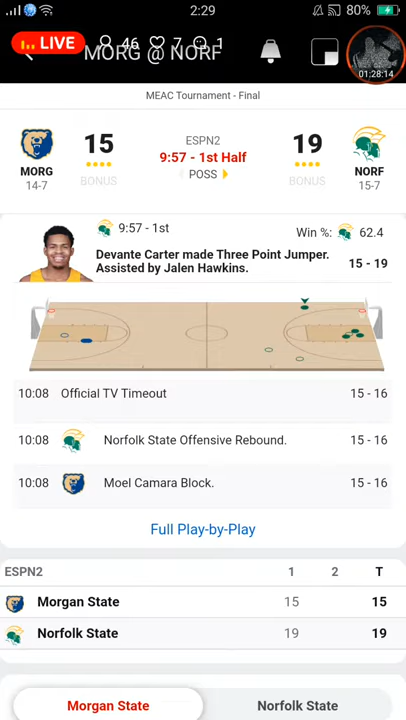 2:29
80%
LIVE
46
7
1
MORG @ NORF
01:28:14
MEAC Tournament - Final
15
ESPN2
19
9:57 - 1st Half
MORG
BONUS
POSS
BONUS
NORF
14-7
15-7
9:57 - 1st
Win %:
62.4
Devante Carter made Three Point Jumper.
Assisted by Jalen Hawkins.
15 - 19
10:08 Official TV Timeout 15 - 16
10:08 Norfolk State Offensive Rebound. 15 - 16
10:08 Moel Camara Block. 15 - 16
Full Play-by-Play
ESPN2 1 2 T
Morgan State 15 15
Norfolk State 19 19
Morgan State Norfolk State